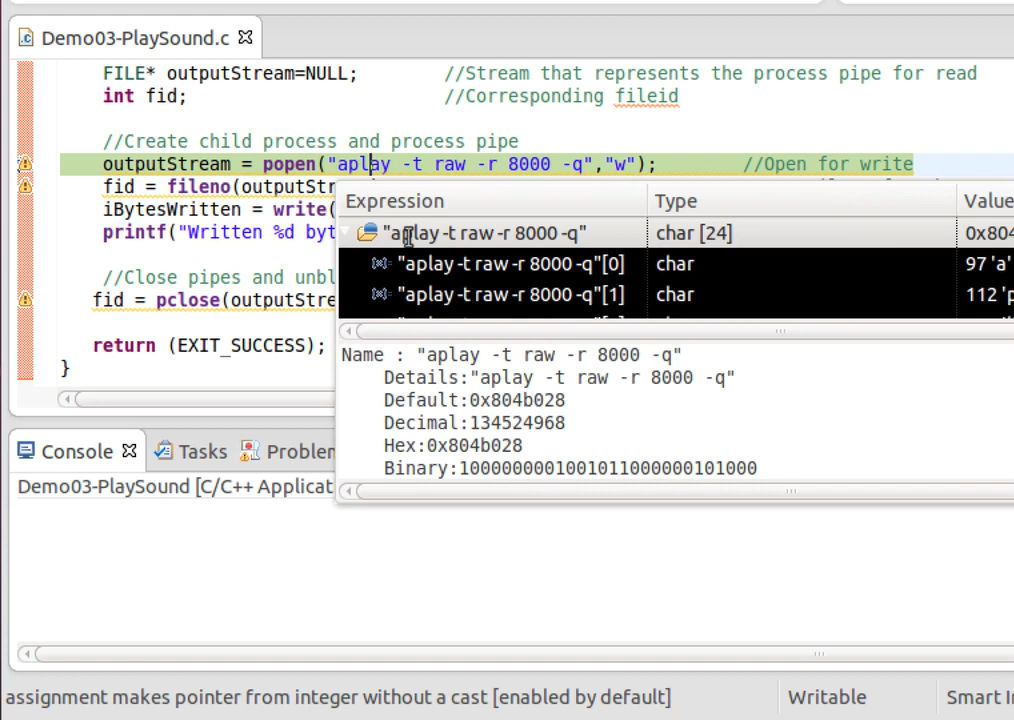 Demo03-PlaySound.c
FILE* outputStream=NULL; //Stream that represents the process pipe for read
int fid; //Corresponding fileid
//Create child process and process pipe
outputStream = popen("aplay -t raw -r 8000 -q","w"); //Open for write
fid = fileno(outputStr
iBytesWritten = write(
printf("Written %d byt
//Close pipes and unbl
fid = pclose(outputStre
return (EXIT_SUCCESS);
}
Expression Type Value
"aplay -t raw -r 8000 -q" char [24] 0x804
"aplay -t raw -r 8000 -q"[0] char 97 'a'
"aplay -t raw -r 8000 -q"[1] char 112 'p
Name : "aplay -t raw -r 8000 -q"
Details:"aplay -t raw -r 8000 -q"
Default:0x804b028
Decimal:134524968
Hex:0x804b028
Binary:1000000001001011000000101000
Console Tasks Problem
Demo03-PlaySound [C/C++ Applicat
assignment makes pointer from integer without a cast [enabled by default] Writable Smart In